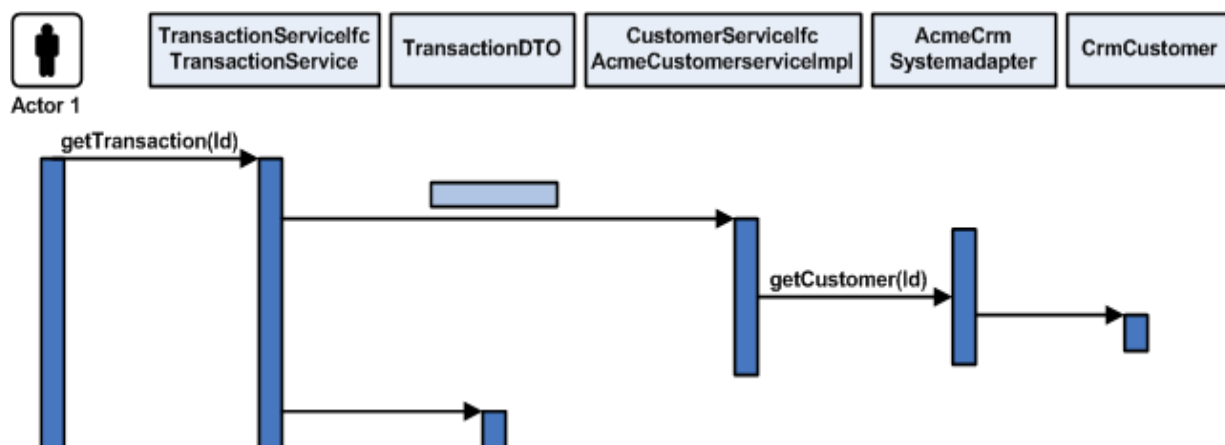 TransactionServiceIfc
TransactionService
TransactionDTO
CustomerServiceIfc
AcmeCustomerserviceImpl
AcmeCrm
Systemadapter
CrmCustomer
Actor 1
getTransaction(Id)
getCustomer(Id)